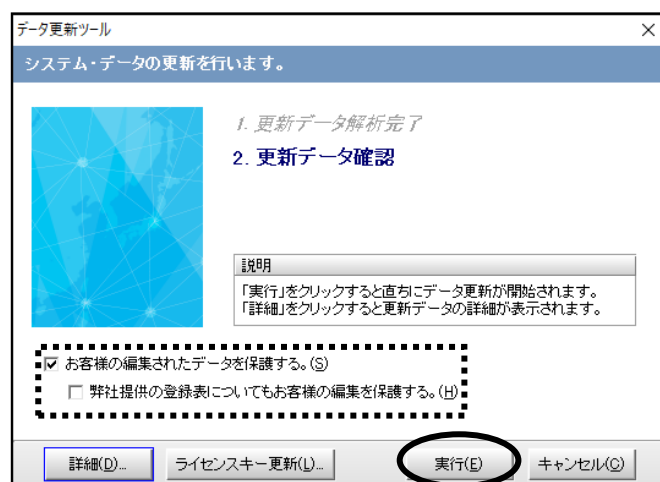 データ更新ツール
システム・データの更新を行います。
1. 更新データ解析完了
2. 更新データ確認
説明
「実行」をクリックすると直ちにデータ更新が開始されます。
「詳細」をクリックすると更新データの詳細が表示されます。
お客様の編集されたデータを保護する。(S)
弊社提供の登録表についてもお客様の編集を保護する。(H)
詳細(D)... ライセンスキー更新(L)... 実行(E) キャンセル(C)